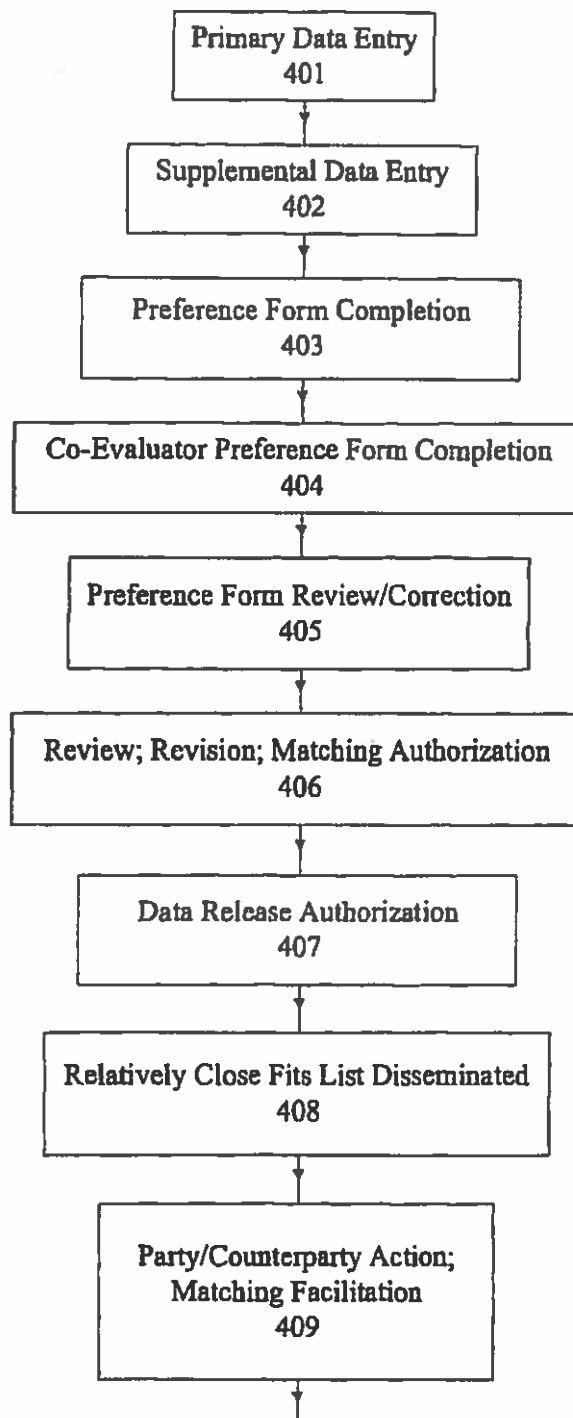 Primary Data Entry
401
Supplemental Data Entry
402
Preference Form Completion
403
Co-Evaluator Preference Form Completion
404
Preference Form Review/Correction
405
Review; Revision; Matching Authorization
406
Data Release Authorization
407
Relatively Close Fits List Disseminated
408
Party/Counterparty Action;
Matching Facilitation
409